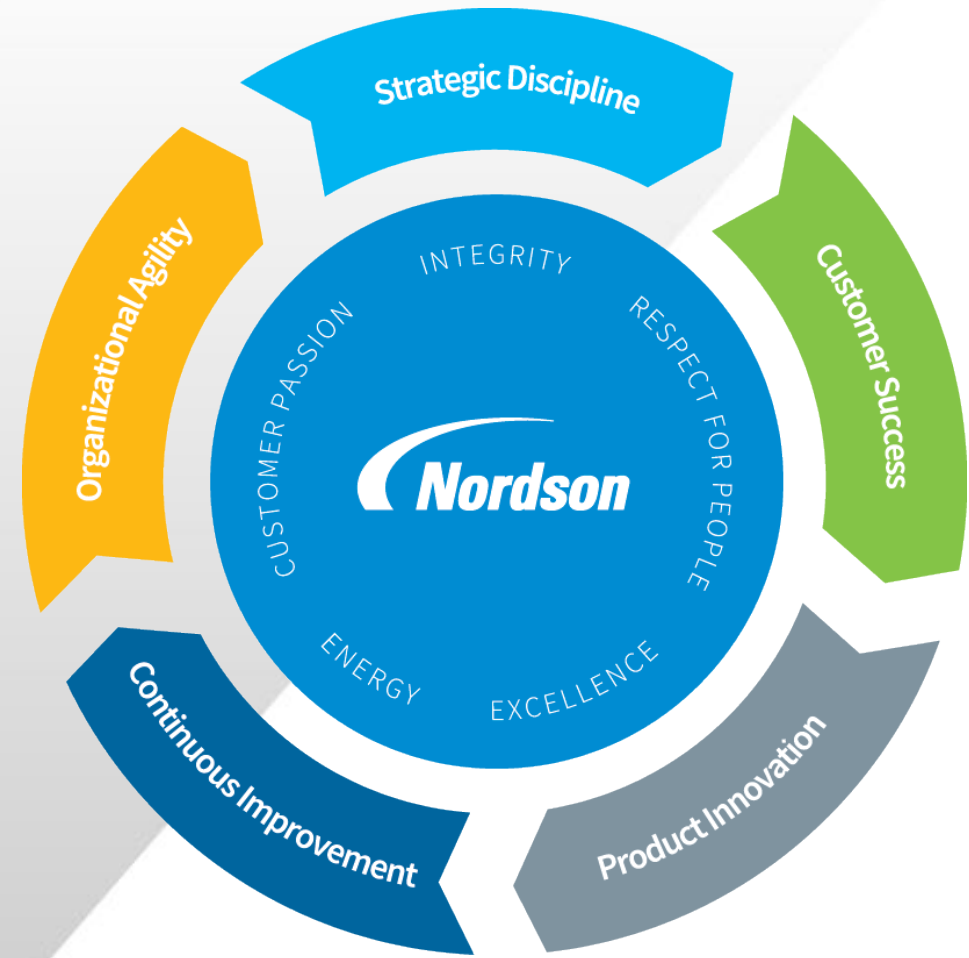 Strategic Discipline
Customer Success
Product Innovation
Continuous Improvement
Organizational Agility
INTEGRITY
RESPECT FOR PEOPLE
EXCELLENCE
ENERGY
CUSTOMER PASSION
Nordson